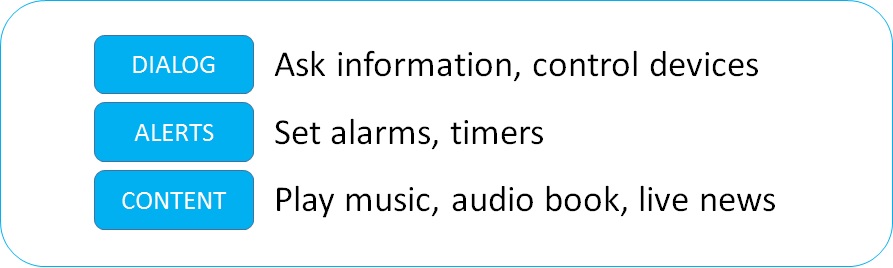 DIALOG Ask information, control devices
ALERTS Set alarms, timers
CONTENT Play music, audio book, live news